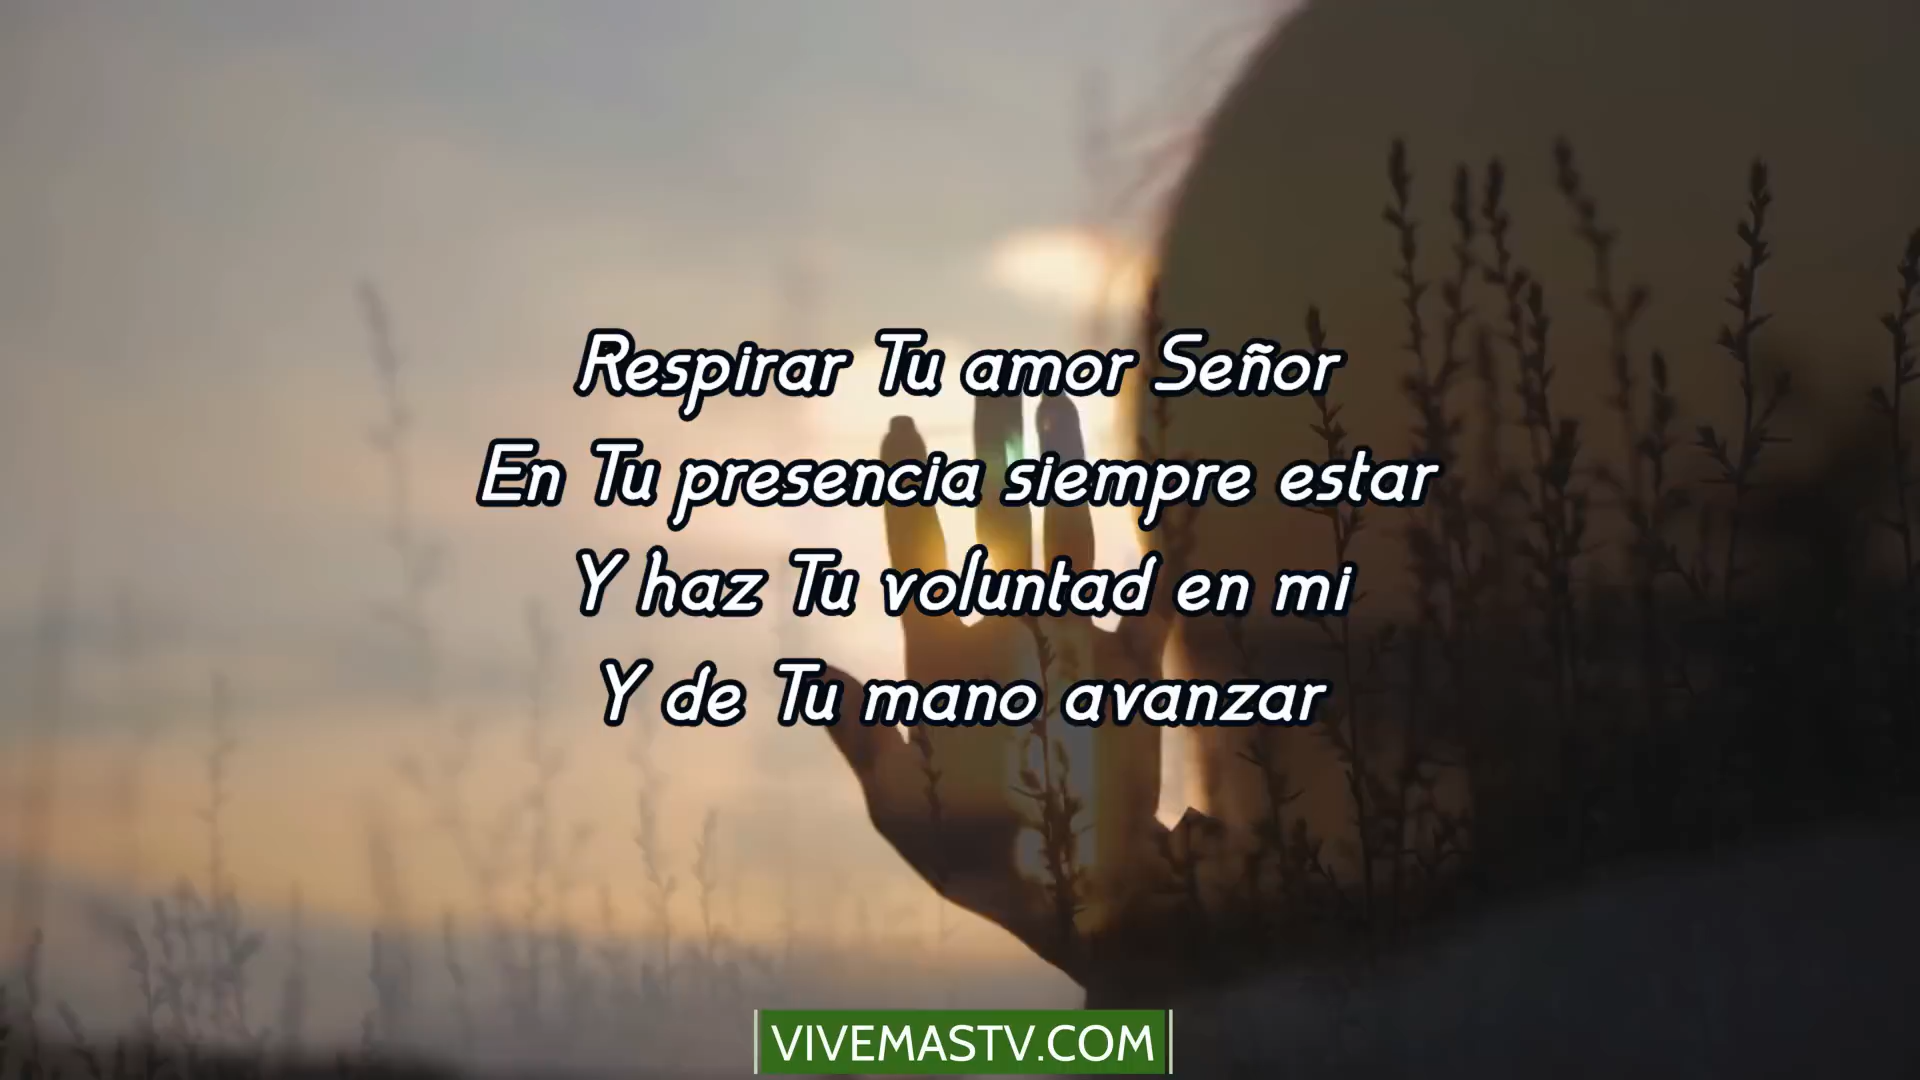 Respirar Tu amor Señor
En Tu presencia siempre estar
Y haz Tu voluntad en mi
Y de Tu mano avanzar
VIVEMASTV.COM